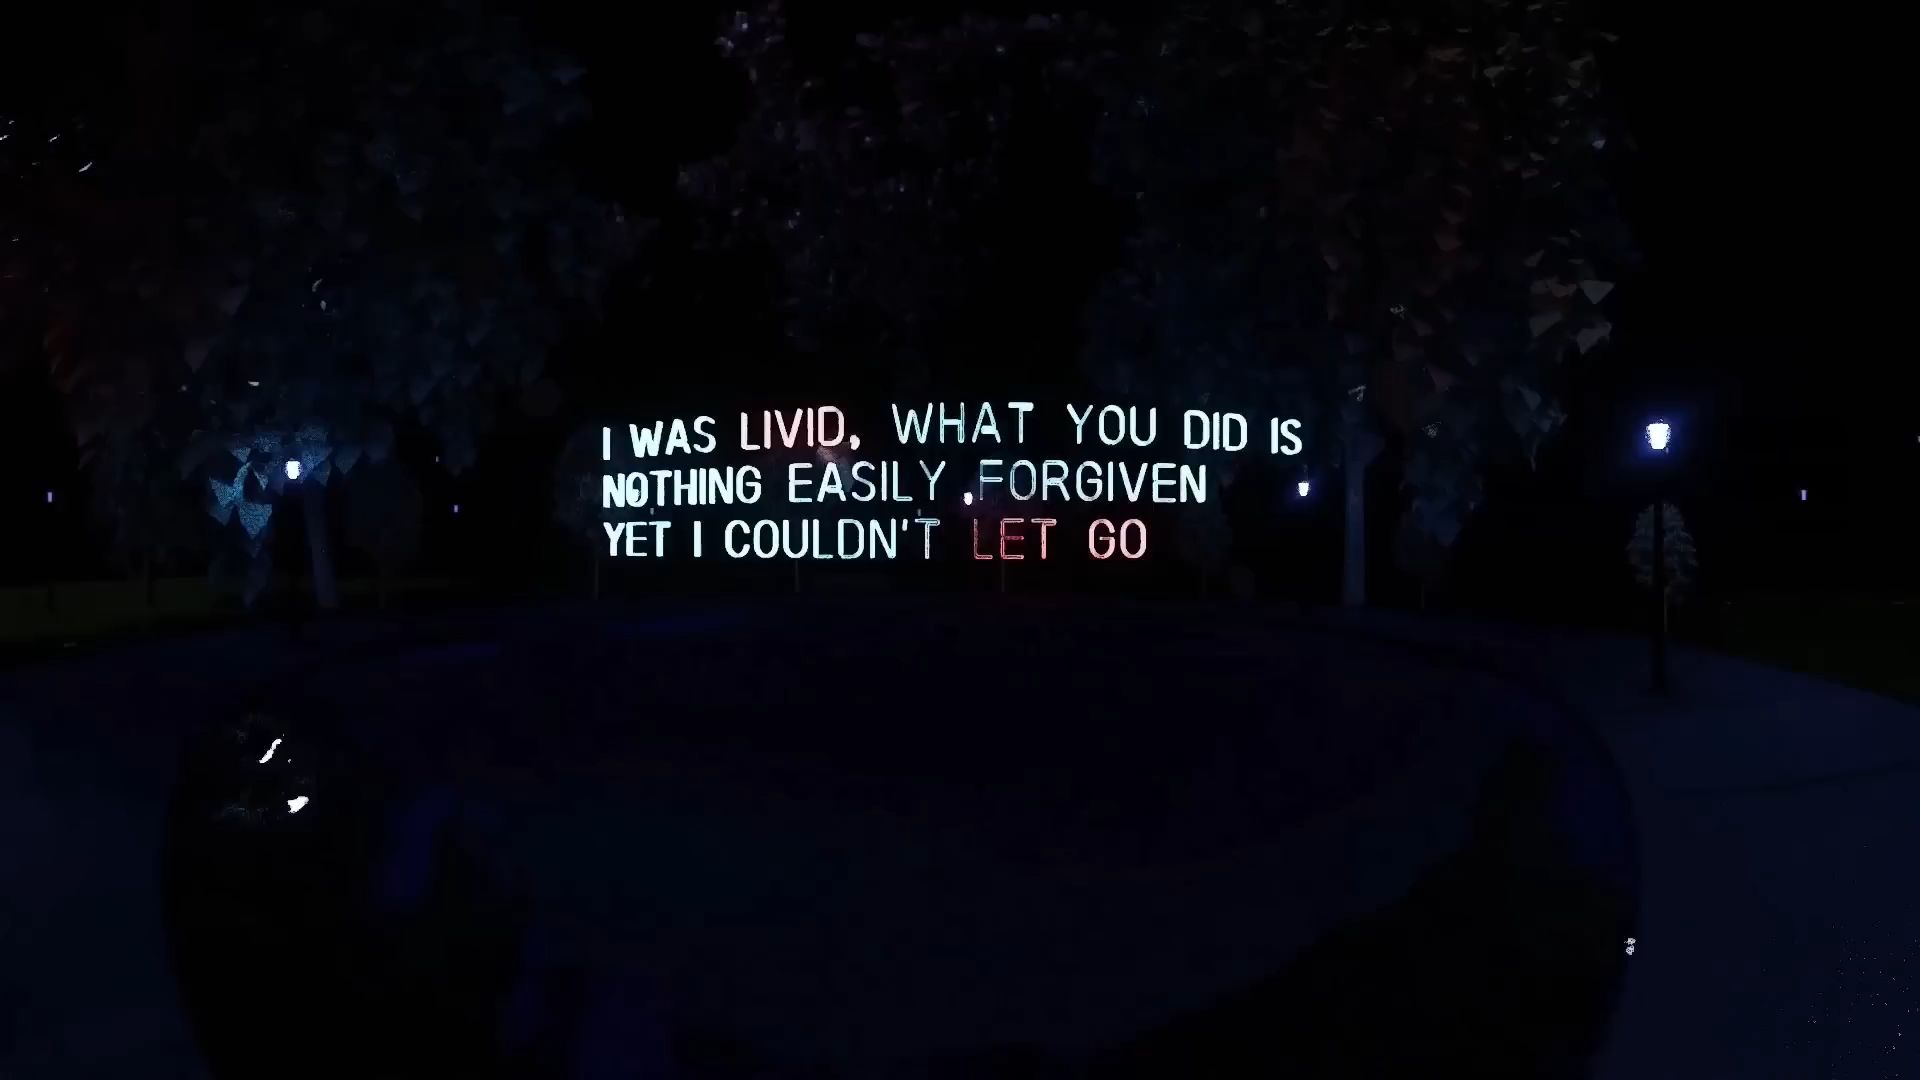 I WAS LIVID, WHAT YOU DID IS
NOTHING EASILY FORGIVEN
YET I COULDN'T LET GO